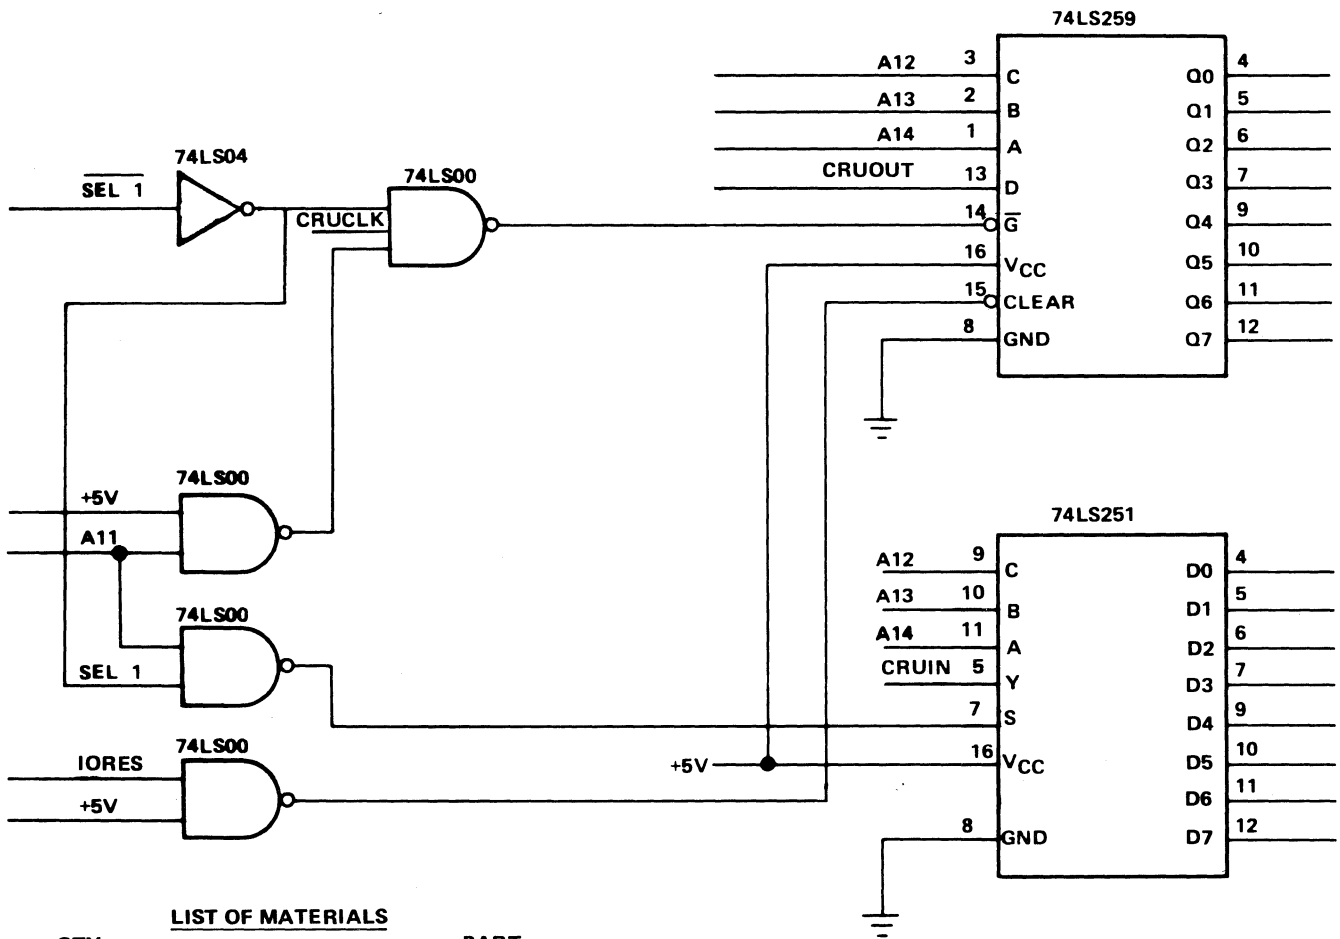 74LS259
A12 3 C Q0 4
A13 2 B Q1 5
A14 1 A Q2 6
CRUOUT 13 D Q3 7
14 G̅ Q4 9
16 VCC Q5 10
15 CLEAR Q6 11
8 GND Q7 12
74LS04
S̅E̅L̅ ̅1̅
74LS00
CRUCLK
74LS00
+5V
A11
74LS00
SEL 1
74LS00
IORES
+5V
+5V
74LS251
A12 9 C D0 4
A13 10 B D1 5
A14 11 A D2 6
CRUIN 5 Y D3 7
7 S D4 9
16 VCC D5 10
D6 11
8 GND D7 12
LIST OF MATERIALS